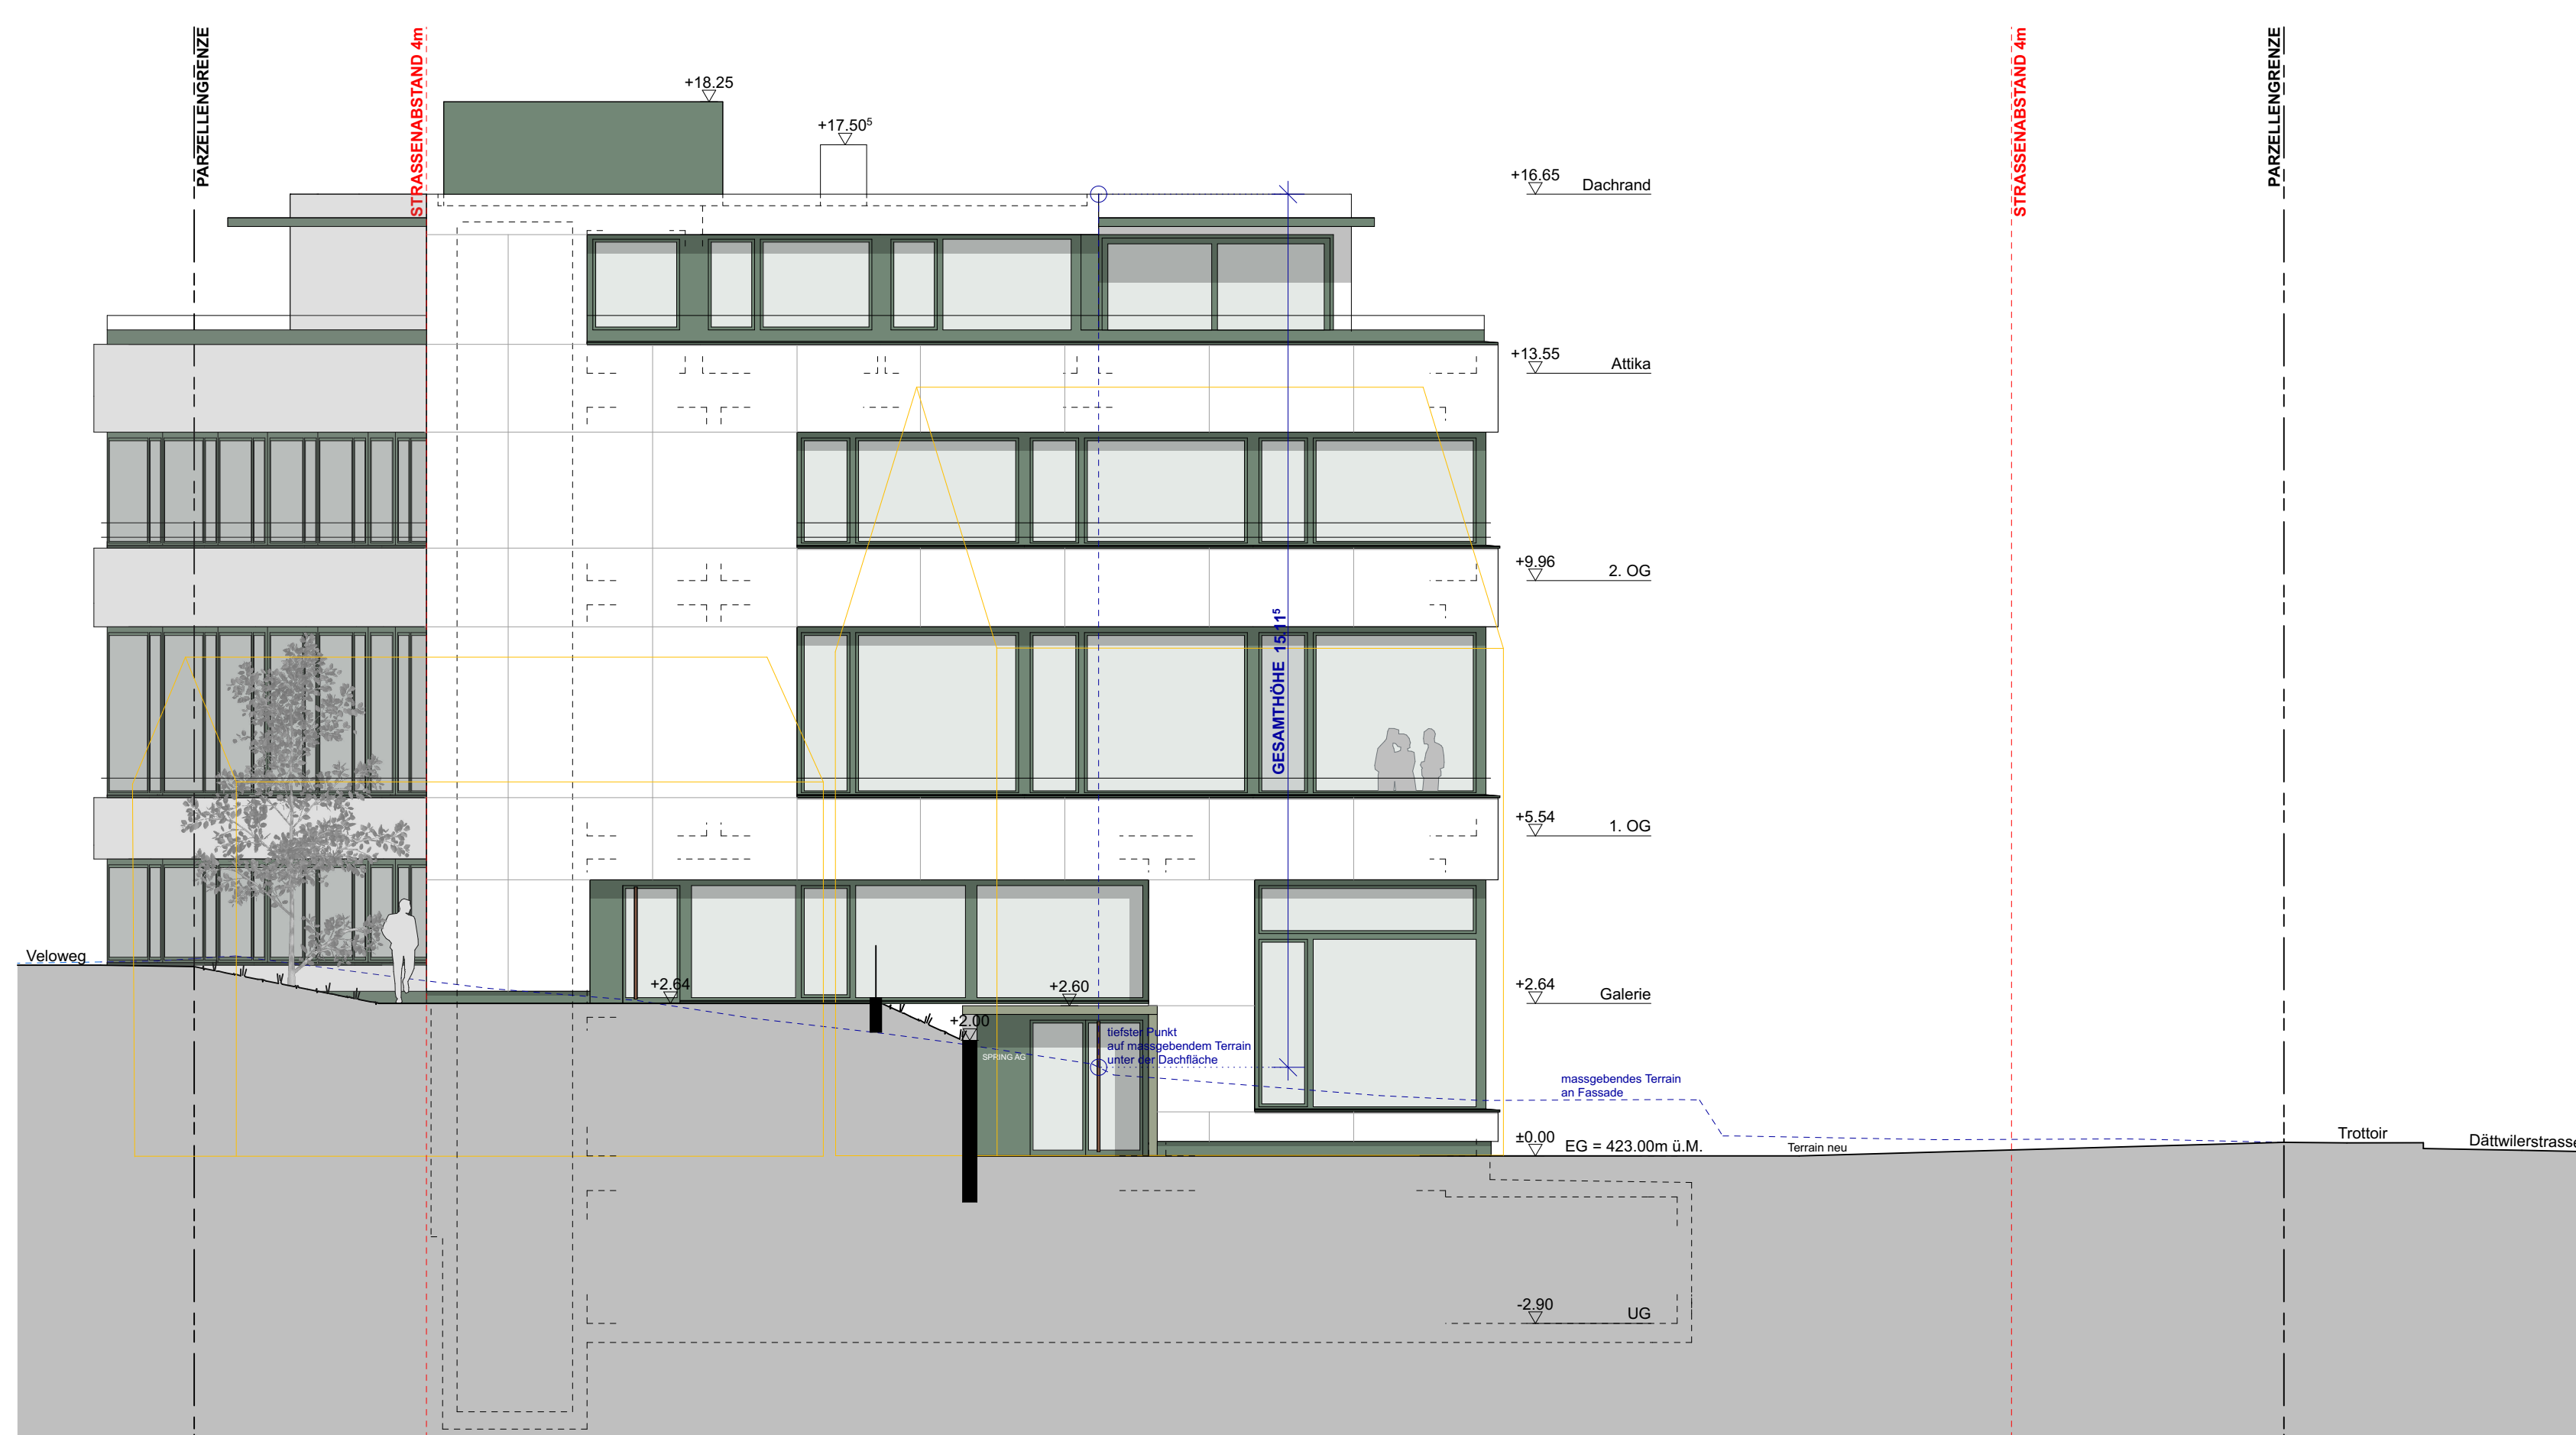 PARZELLENGRENZE
STRASSENABSTAND 4m
STRASSENABSTAND 4m
PARZELLENGRENZE
+18.25
+17.50⁵
+16.65 Dachrand
+13.55 Attika
+9.96 2. OG
GESAMTHÖHE 15.11⁵
+5.54 1. OG
Veloweg
+2.64
+2.60
+2.64 Galerie
+2.00
SPRING AG
tiefster Punkt
auf massgebendem Terrain
unter der Dachfläche
massgebendes Terrain
an Fassade
±0.00 EG = 423.00m ü.M.
Terrain neu
Trottoir
Dättwilerstrasse
-2.90 UG